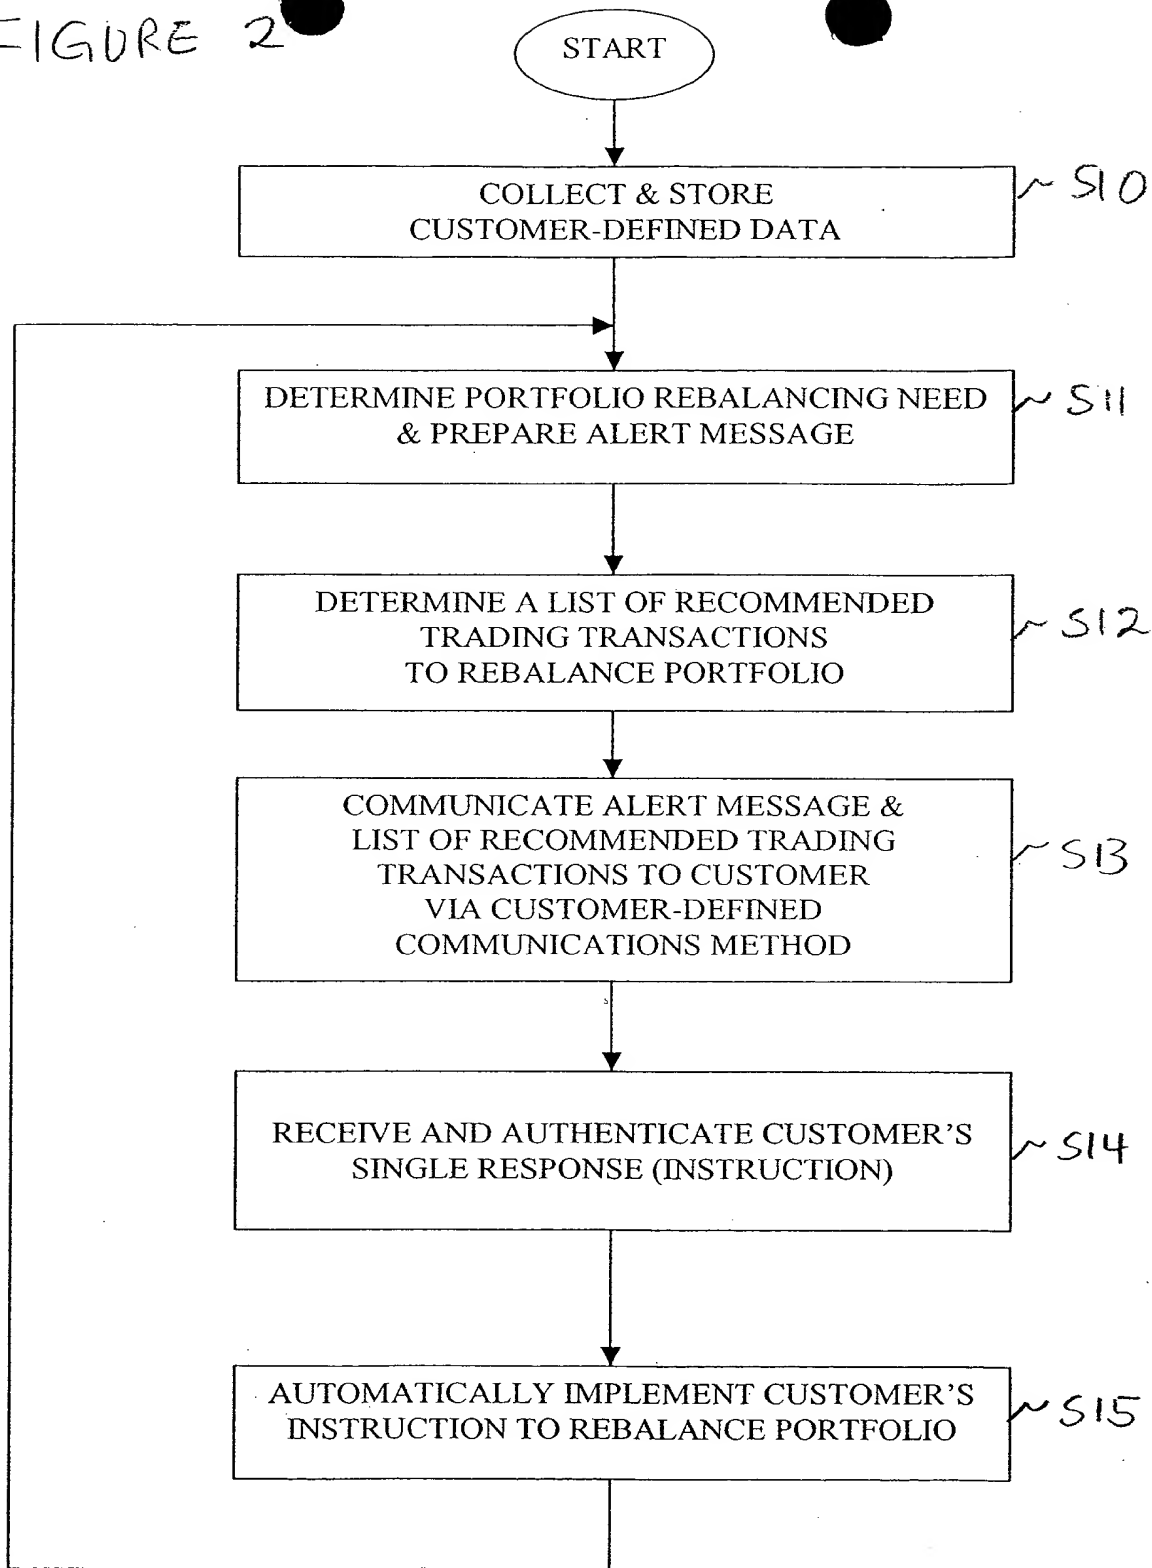 FIGURE 2
START
COLLECT & STORE
CUSTOMER-DEFINED DATA
S10
DETERMINE PORTFOLIO REBALANCING NEED
& PREPARE ALERT MESSAGE
S11
DETERMINE A LIST OF RECOMMENDED
TRADING TRANSACTIONS
TO REBALANCE PORTFOLIO
S12
COMMUNICATE ALERT MESSAGE &
LIST OF RECOMMENDED TRADING
TRANSACTIONS TO CUSTOMER
VIA CUSTOMER-DEFINED
COMMUNICATIONS METHOD
S13
RECEIVE AND AUTHENTICATE CUSTOMER'S
SINGLE RESPONSE (INSTRUCTION)
S14
AUTOMATICALLY IMPLEMENT CUSTOMER'S
INSTRUCTION TO REBALANCE PORTFOLIO
S15